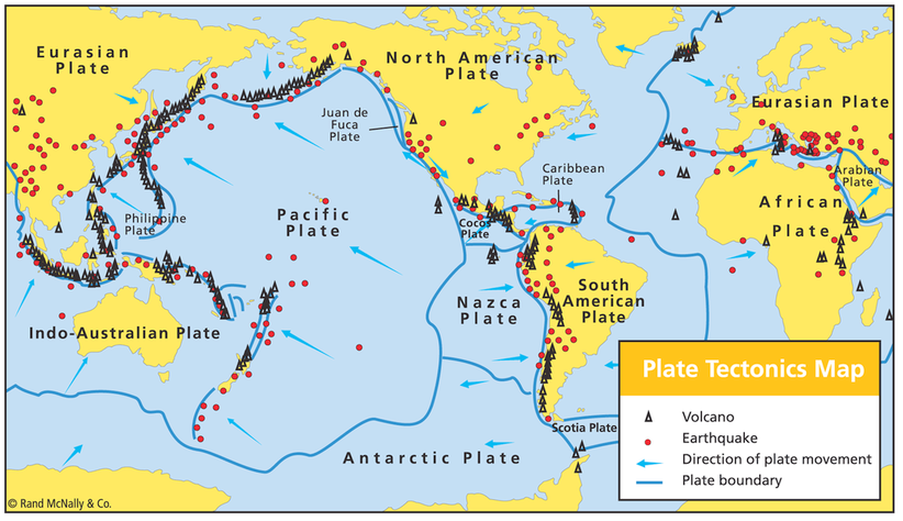 Eurasian
Plate
North American
Plate
Juan de
Fuca
Plate
Eurasian Plate
Caribbean
Plate
Arabian
Plate
Philippine
Plate
Pacific
Plate
Cocos
Plate
African
Plate
Nazca
Plate
South
American
Plate
Indo-Australian Plate
Scotia Plate
Antarctic Plate
Plate Tectonics Map
Volcano
Earthquake
Direction of plate movement
Plate boundary
© Rand McNally & Co.